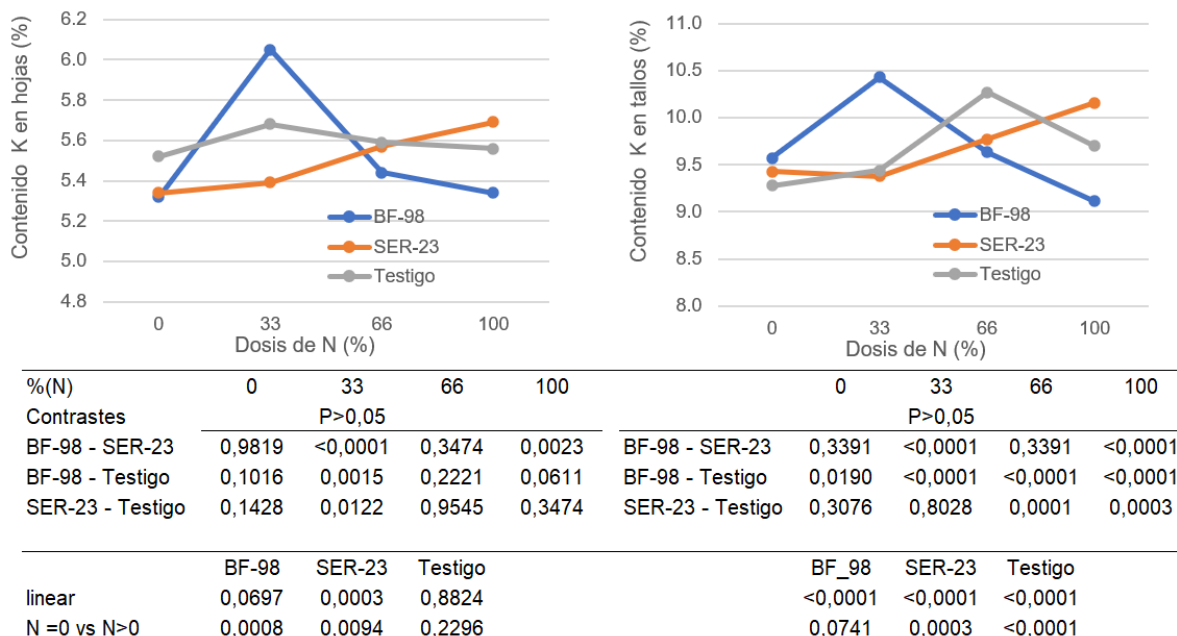 Contenido K en hojas (%)
6.2
6.0
5.8
5.6
5.4
5.2
5.0
4.8
BF-98
SER-23
Testigo
0 33 66 100
Dosis de N (%)
Contenido K en tallos (%)
11.0
10.5
10.0
9.5
9.0
8.5
8.0
BF-98
SER-23
Testigo
0 33 66 100
Dosis de N (%)
%(N) 0 33 66 100 0 33 66 100
Contrastes P>0,05 P>0,05
BF-98 - SER-23 0,9819 <0,0001 0,3474 0,0023 BF-98 - SER-23 0,3391 <0,0001 0,3391 <0,0001
BF-98 - Testigo 0,1016 0,0015 0,2221 0,0611 BF-98 - Testigo 0,0190 <0,0001 <0,0001 <0,0001
SER-23 - Testigo 0,1428 0,0122 0,9545 0,3474 SER-23 - Testigo 0,3076 0,8028 0,0001 0,0003
BF-98 SER-23 Testigo BF_98 SER-23 Testigo
linear 0,0697 0,0003 0,8824 <0,0001 <0,0001 <0,0001
N =0 vs N>0 0.0008 0.0094 0.2296 0.0741 0.0003 <0.0001